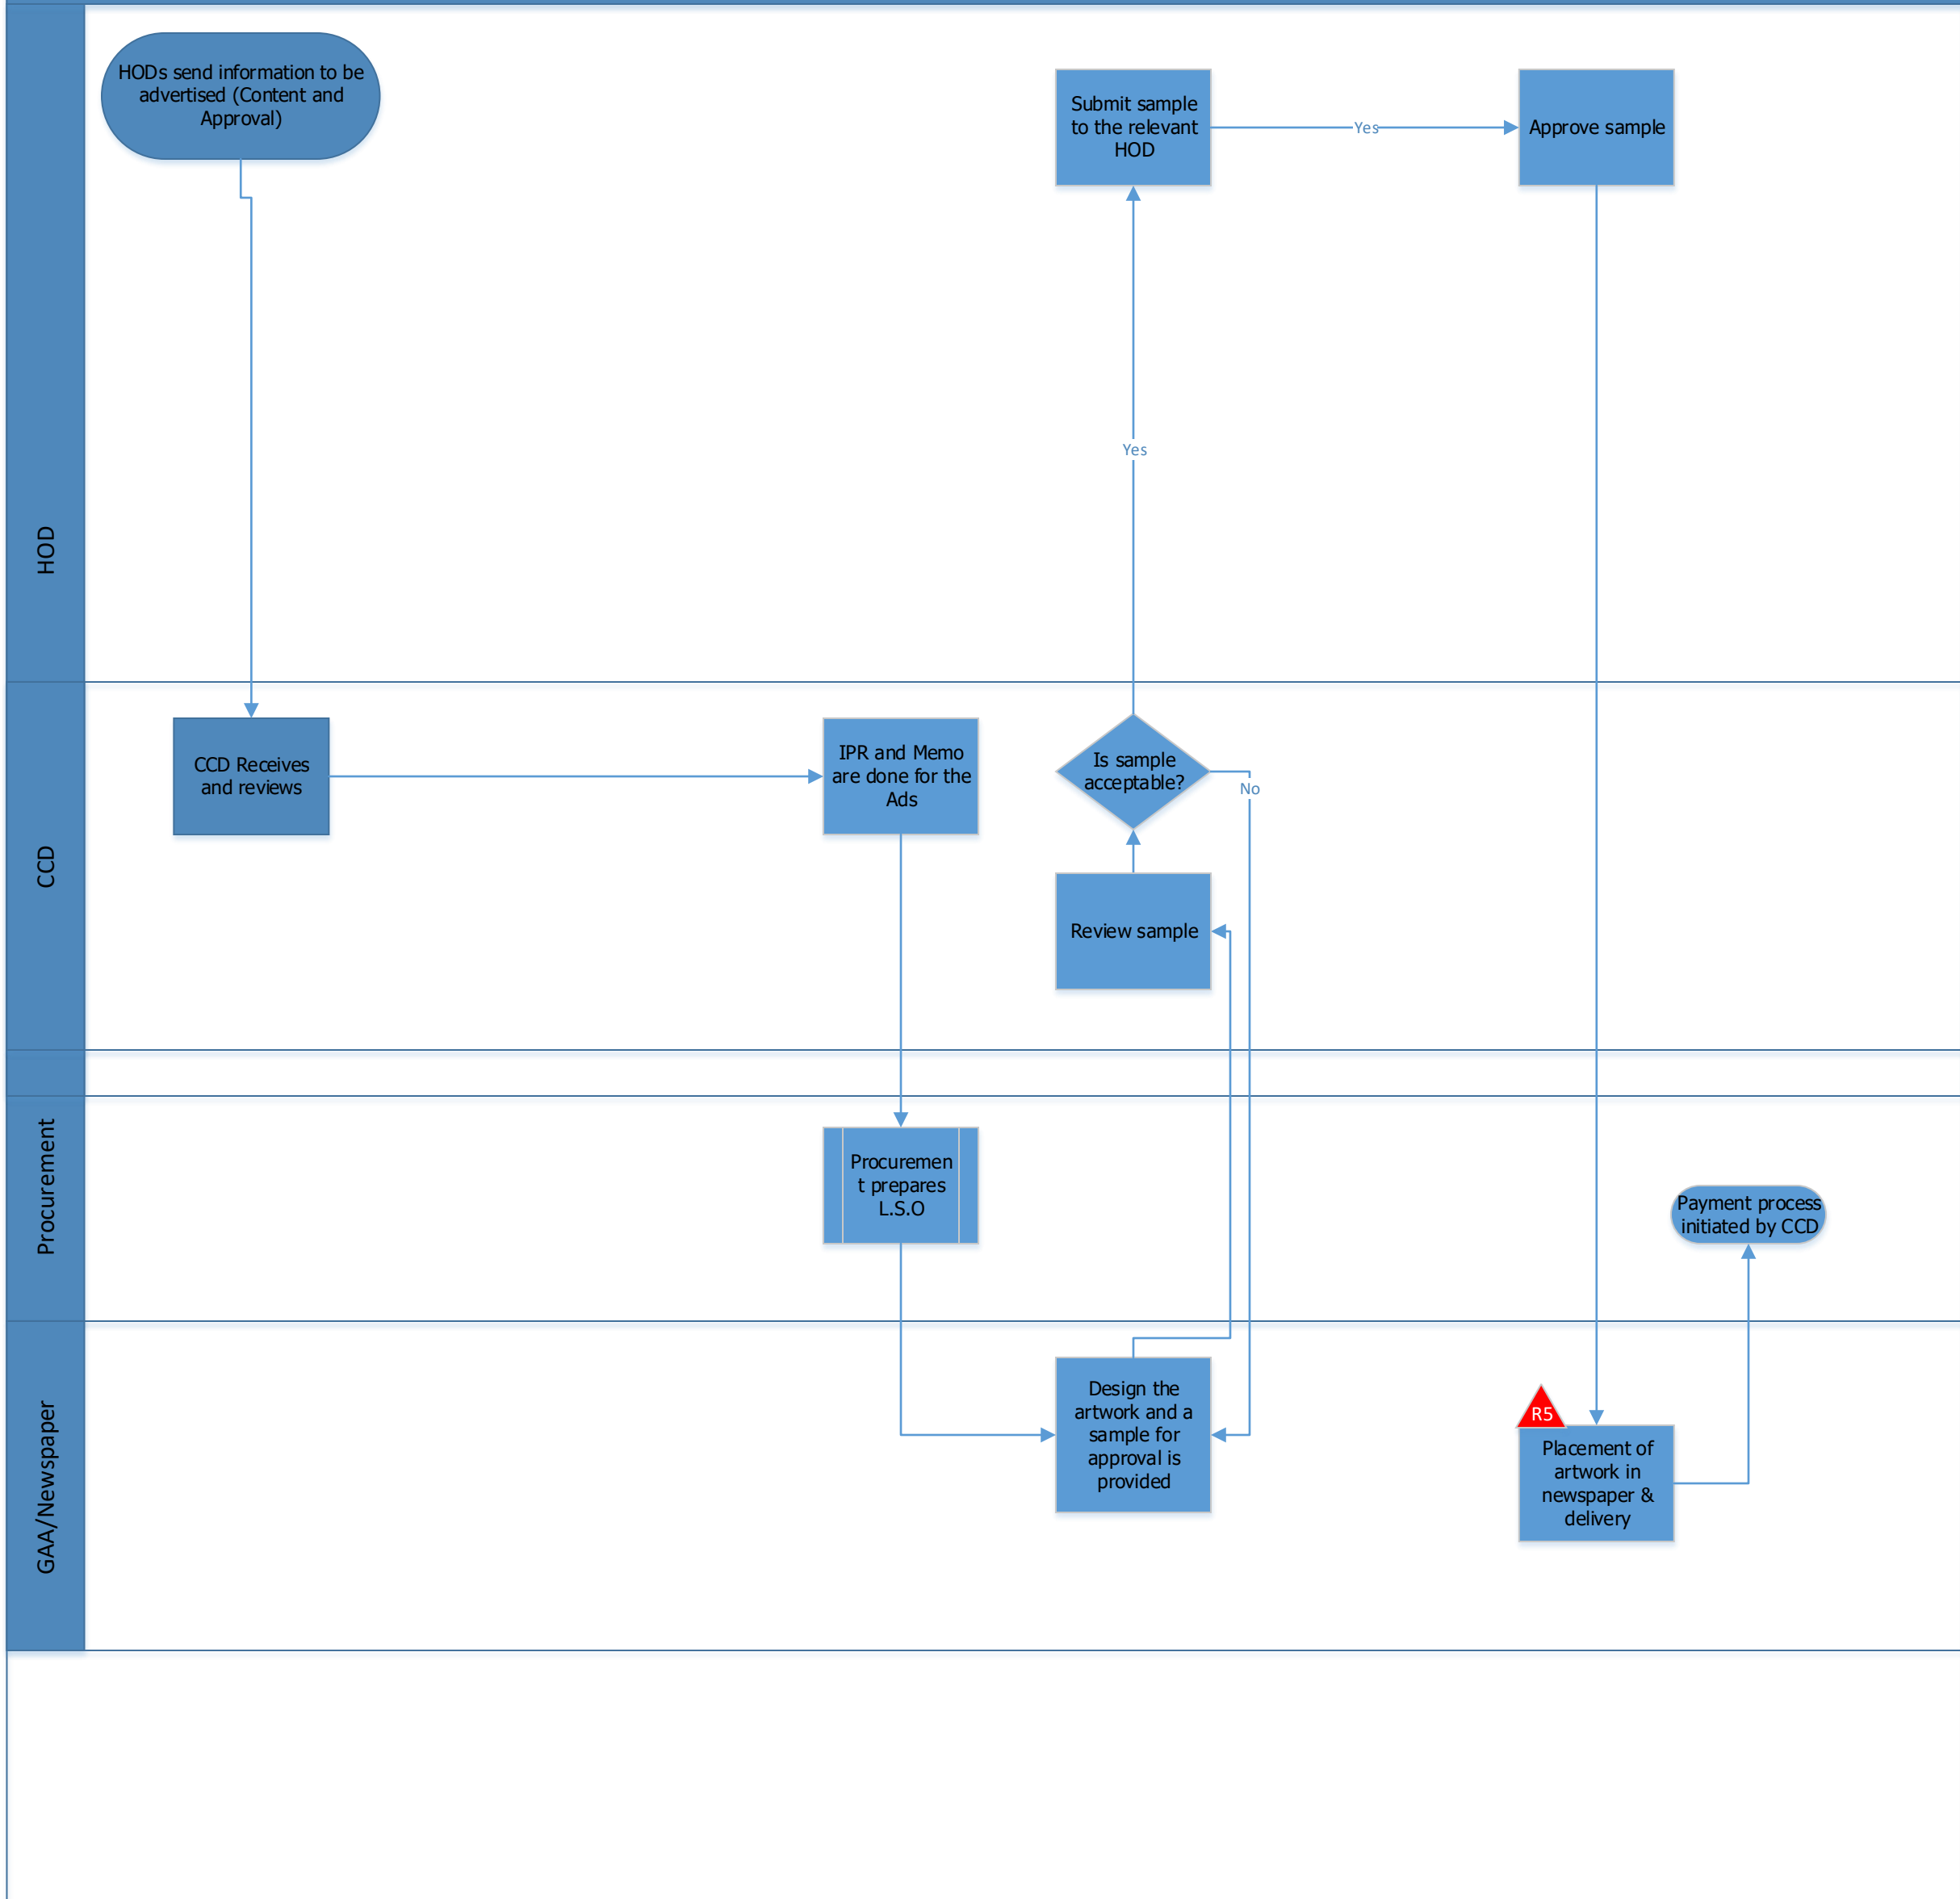 HODs send information to be
advertised (Content and
Approval)
Submit sample
to the relevant
HOD
Yes
Approve sample
Yes
HOD
CCD Receives
and reviews
IPR and Memo
are done for the
Ads
Is sample
acceptable?
No
Review sample
CCD
Procuremen
t prepares
L.S.O
Payment process
initiated by CCD
Procurement
Design the
artwork and a
sample for
approval is
provided
R5
Placement of
artwork in
newspaper &
delivery
GAA/Newspaper